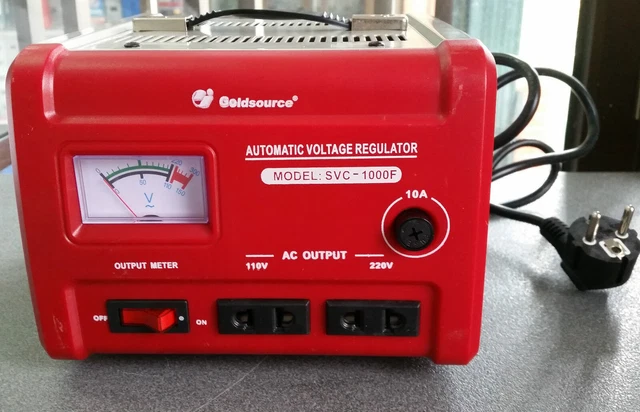 Goldsource®
AUTOMATIC VOLTAGE REGULATOR
MODEL: SVC-1000F
10A
V
~
OUTPUT METER
AC OUTPUT
110V
220V
OFF
ON